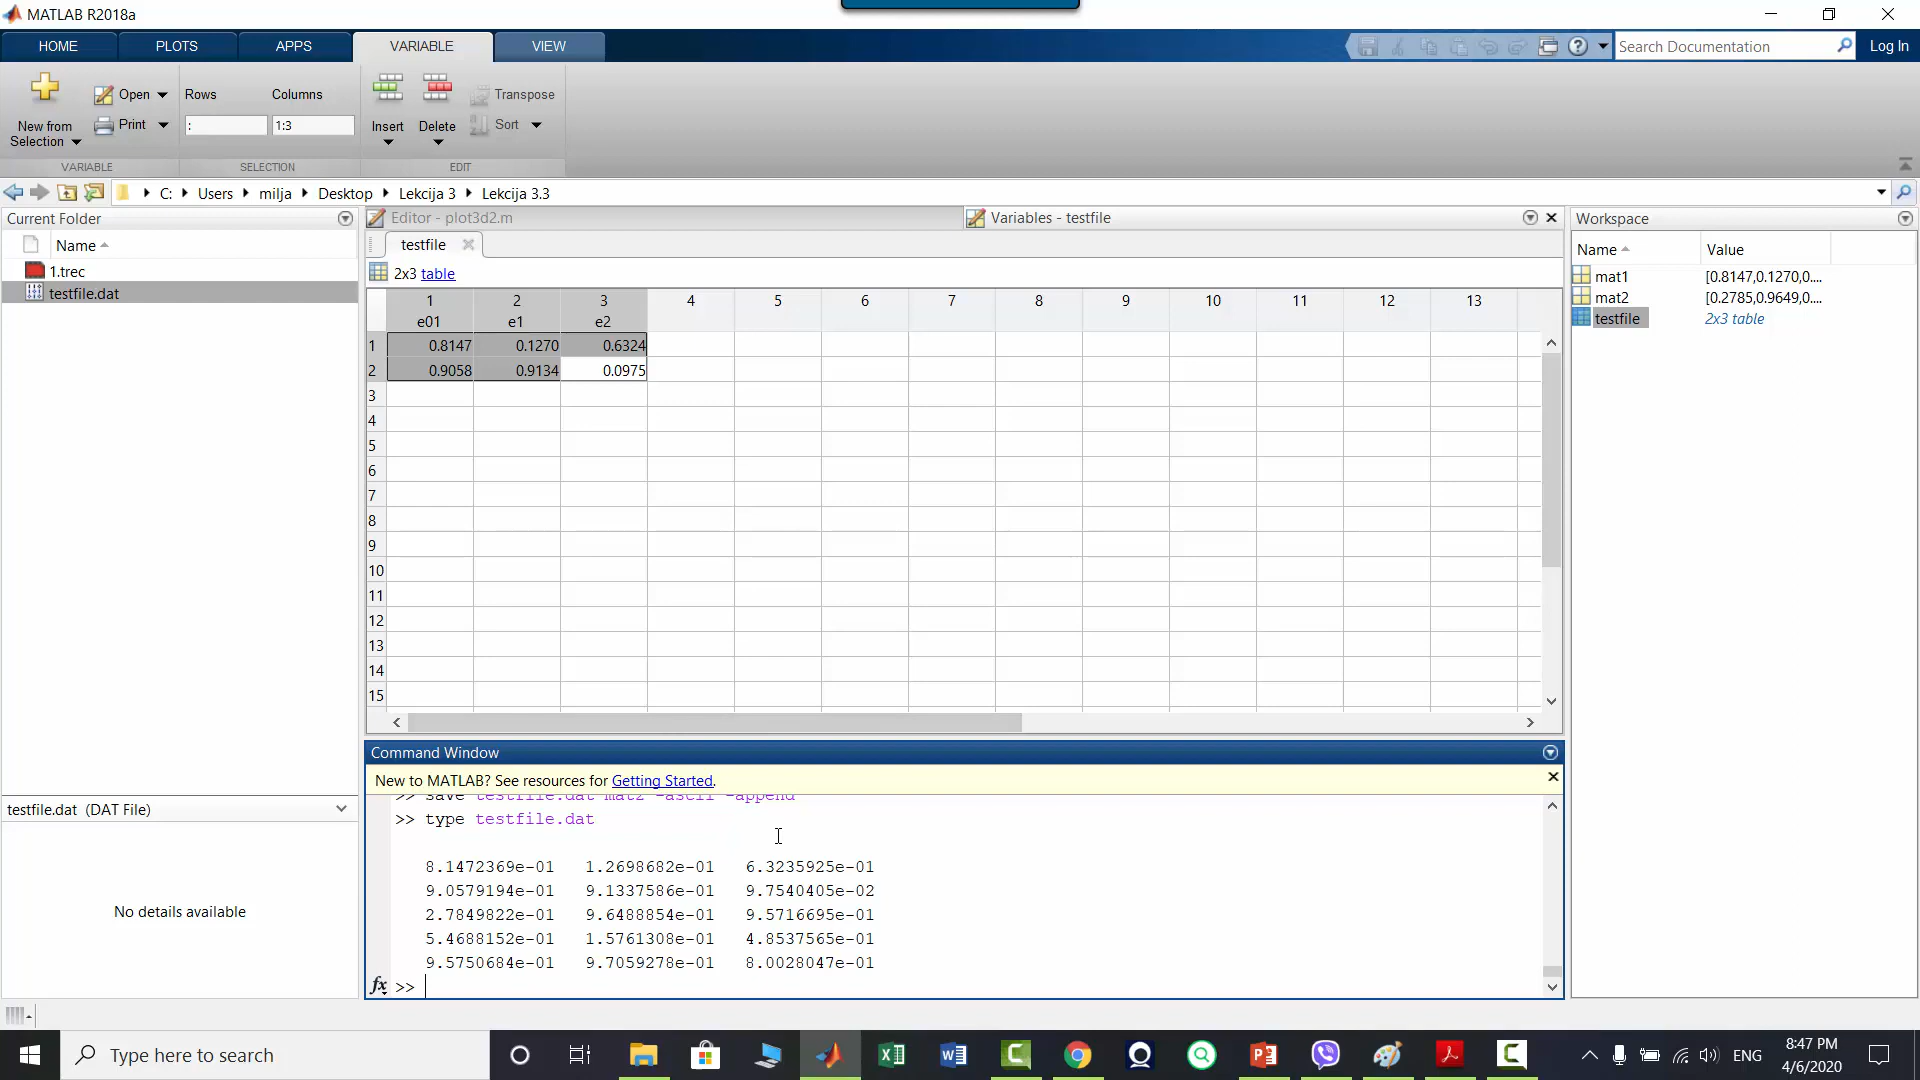 MATLAB R2018a
HOME PLOTS APPS VARIABLE VIEW
Search Documentation Log In
New from Selection
Open
Print
VARIABLE
Rows Columns
: 1:3
SELECTION
Insert Delete
Transpose
Sort
EDIT
C: Users milja Desktop Lekcija 3 Lekcija 3.3
Current Folder
Name
1.trec
testfile.dat
testfile.dat (DAT File)
No details available
Editor - plot3d2.m
Variables - testfile
testfile
2x3 table
1 2 3 4 5 6 7 8 9 10 11 12 13
e01 e1 e2
1 0.8147 0.1270 0.6324
2 0.9058 0.9134 0.0975
3
4
5
6
7
8
9
10
11
12
13
14
15
Command Window
New to MATLAB? See resources for Getting Started.
>> save testfile.dat mat2 -ascii -append
>> type testfile.dat
8.1472369e-01 1.2698682e-01 6.3235925e-01
9.0579194e-01 9.1337586e-01 9.7540405e-02
2.7849822e-01 9.6488854e-01 9.5716695e-01
5.4688152e-01 1.5761308e-01 4.8537565e-01
9.5750684e-01 9.7059278e-01 8.0028047e-01
fx >>
Workspace
Name Value
mat1 [0.8147,0.1270,0....
mat2 [0.2785,0.9649,0....
testfile 2x3 table
Type here to search
ENG
8:47 PM
4/6/2020